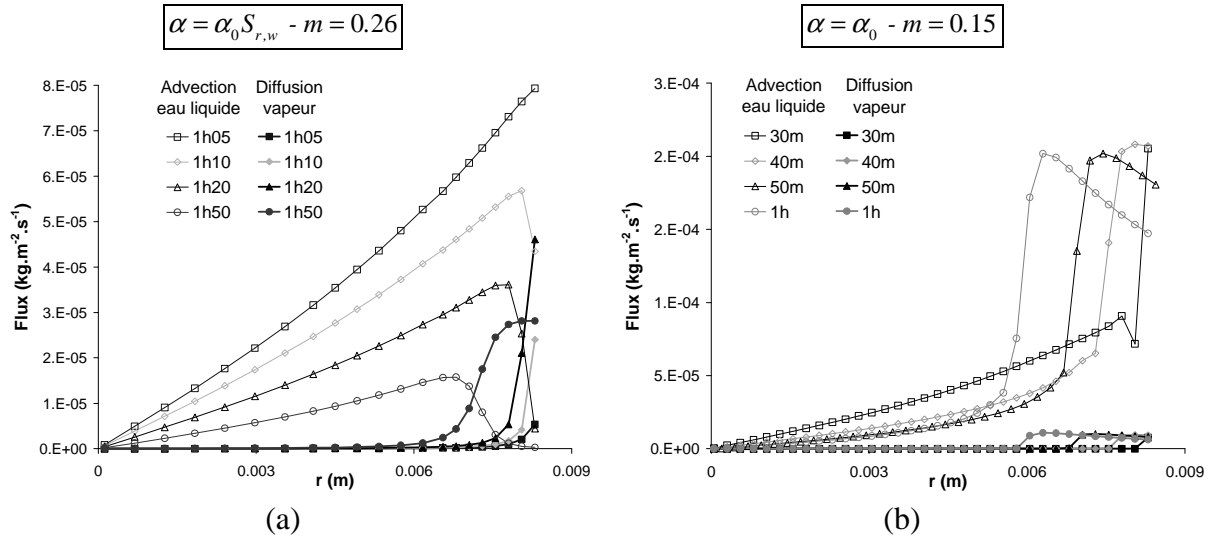 α = α₀S_{r,w} - m = 0.26
Advection eau liquide
Diffusion vapeur
1h05 1h05
1h10 1h10
1h20 1h20
1h50 1h50
Flux (kg.m⁻².s⁻¹)
8.E-05
7.E-05
6.E-05
5.E-05
4.E-05
3.E-05
2.E-05
1.E-05
0.E+00
0 0.003 0.006 0.009
r (m)
(a)
α = α₀ - m = 0.15
Advection eau liquide
Diffusion vapeur
30m 30m
40m 40m
50m 50m
1h 1h
Flux (kg.m⁻².s⁻¹)
3.E-04
2.E-04
2.E-04
1.E-04
5.E-05
0.E+00
0 0.003 0.006 0.009
r (m)
(b)